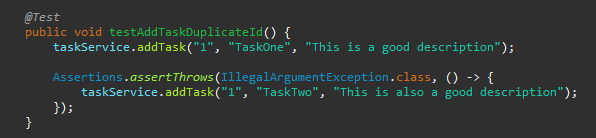 @Test
public void testAddTaskDuplicateId() {
    taskService.addTask("1", "TaskOne", "This is a good description");

    Assertions.assertThrows(IllegalArgumentException.class, () -> {
        taskService.addTask("1", "TaskTwo", "This is also a good description");
    });
}